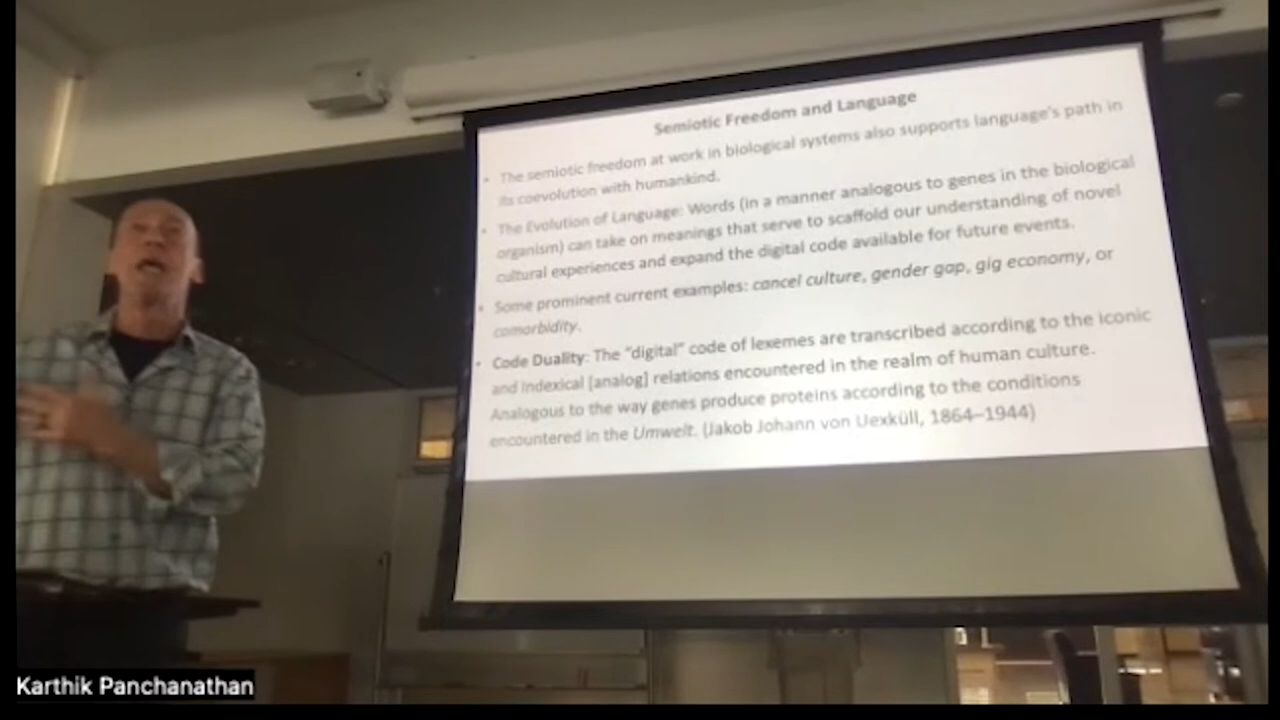 Semiotic Freedom and Language
• The semiotic freedom at work in biological systems also supports language's path in
its coevolution with humankind.
• The Evolution of Language: Words (in a manner analogous to genes in the biological
organism) can take on meanings that serve to scaffold our understanding of novel
cultural experiences and expand the digital code available for future events.
• Some prominent current examples: cancel culture, gender gap, gig economy, or
comorbidity.
• Code Duality: The "digital" code of lexemes are transcribed according to the iconic
and indexical [analog] relations encountered in the realm of human culture.
Analogous to the way genes produce proteins according to the conditions
encountered in the Umwelt. (Jakob Johann von Uexküll, 1864–1944)
Karthik Panchanathan